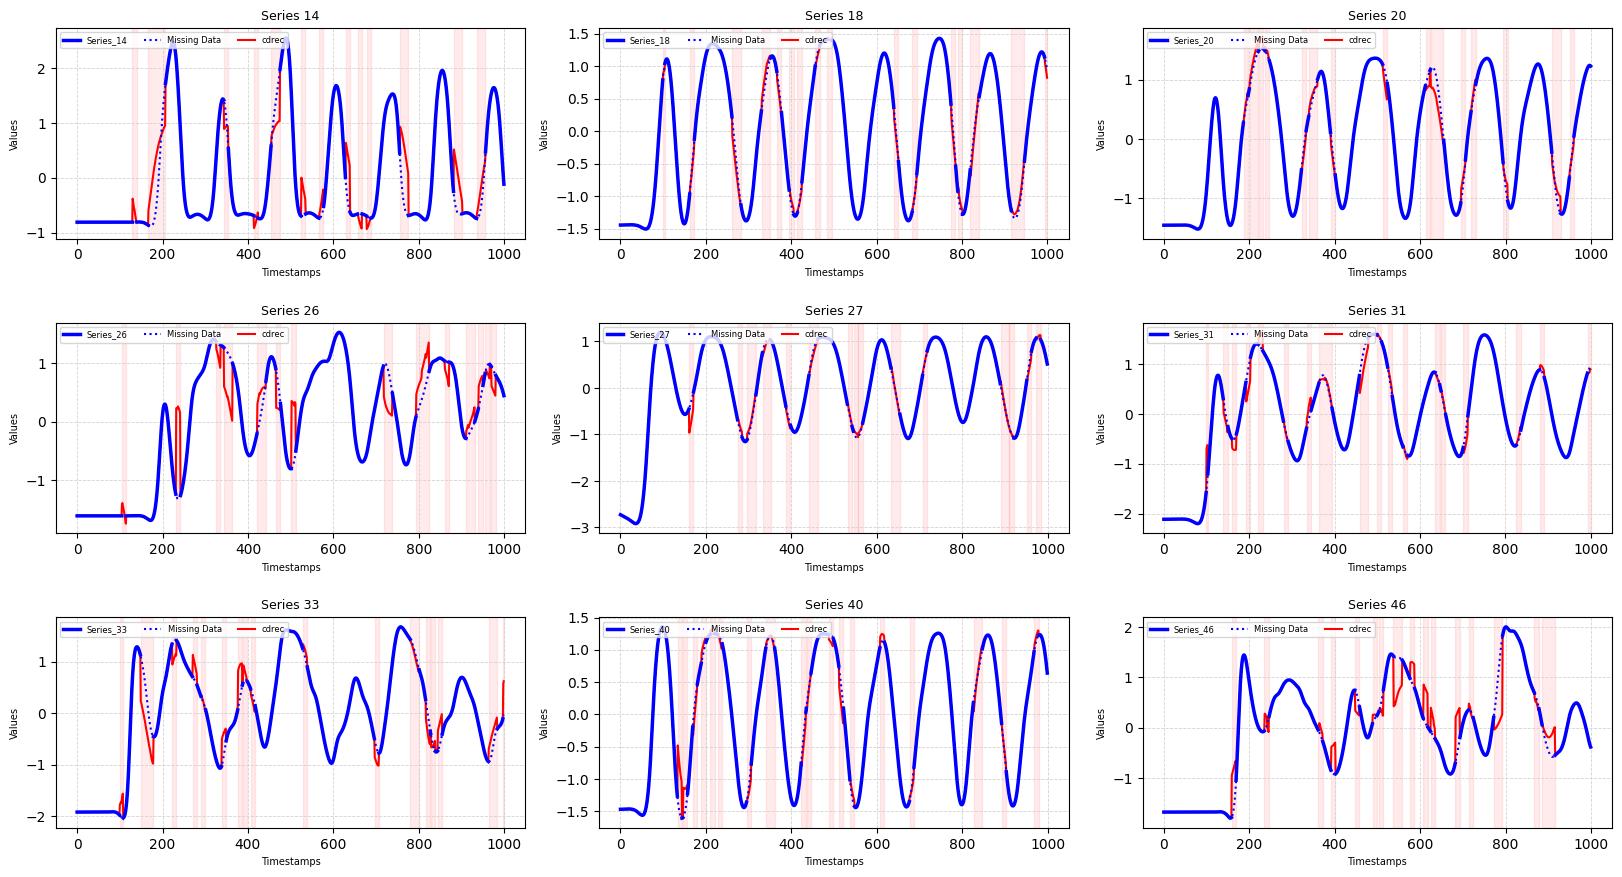 Series 14
Series_14 Missing Data cdrec
Values
2
1
0
−1
0 200 400 600 800 1000
Timestamps
Series 18
Series_18 Missing Data cdrec
Values
1.5
1.0
0.5
0.0
−0.5
−1.0
−1.5
0 200 400 600 800 1000
Timestamps
Series 20
Series_20 Missing Data cdrec
Values
1
0
−1
0 200 400 600 800 1000
Timestamps
Series 26
Series_26 Missing Data cdrec
Values
1
0
−1
0 200 400 600 800 1000
Timestamps
Series 27
Series_27 Missing Data cdrec
Values
1
0
−1
−2
−3
0 200 400 600 800 1000
Timestamps
Series 31
Series_31 Missing Data cdrec
Values
1
0
−1
−2
0 200 400 600 800 1000
Timestamps
Series 33
Series_33 Missing Data cdrec
Values
1
0
−1
−2
0 200 400 600 800 1000
Timestamps
Series 40
Series_40 Missing Data cdrec
Values
1.5
1.0
0.5
0.0
−0.5
−1.0
−1.5
0 200 400 600 800 1000
Timestamps
Series 46
Series_46 Missing Data cdrec
Values
2
1
0
−1
0 200 400 600 800 1000
Timestamps